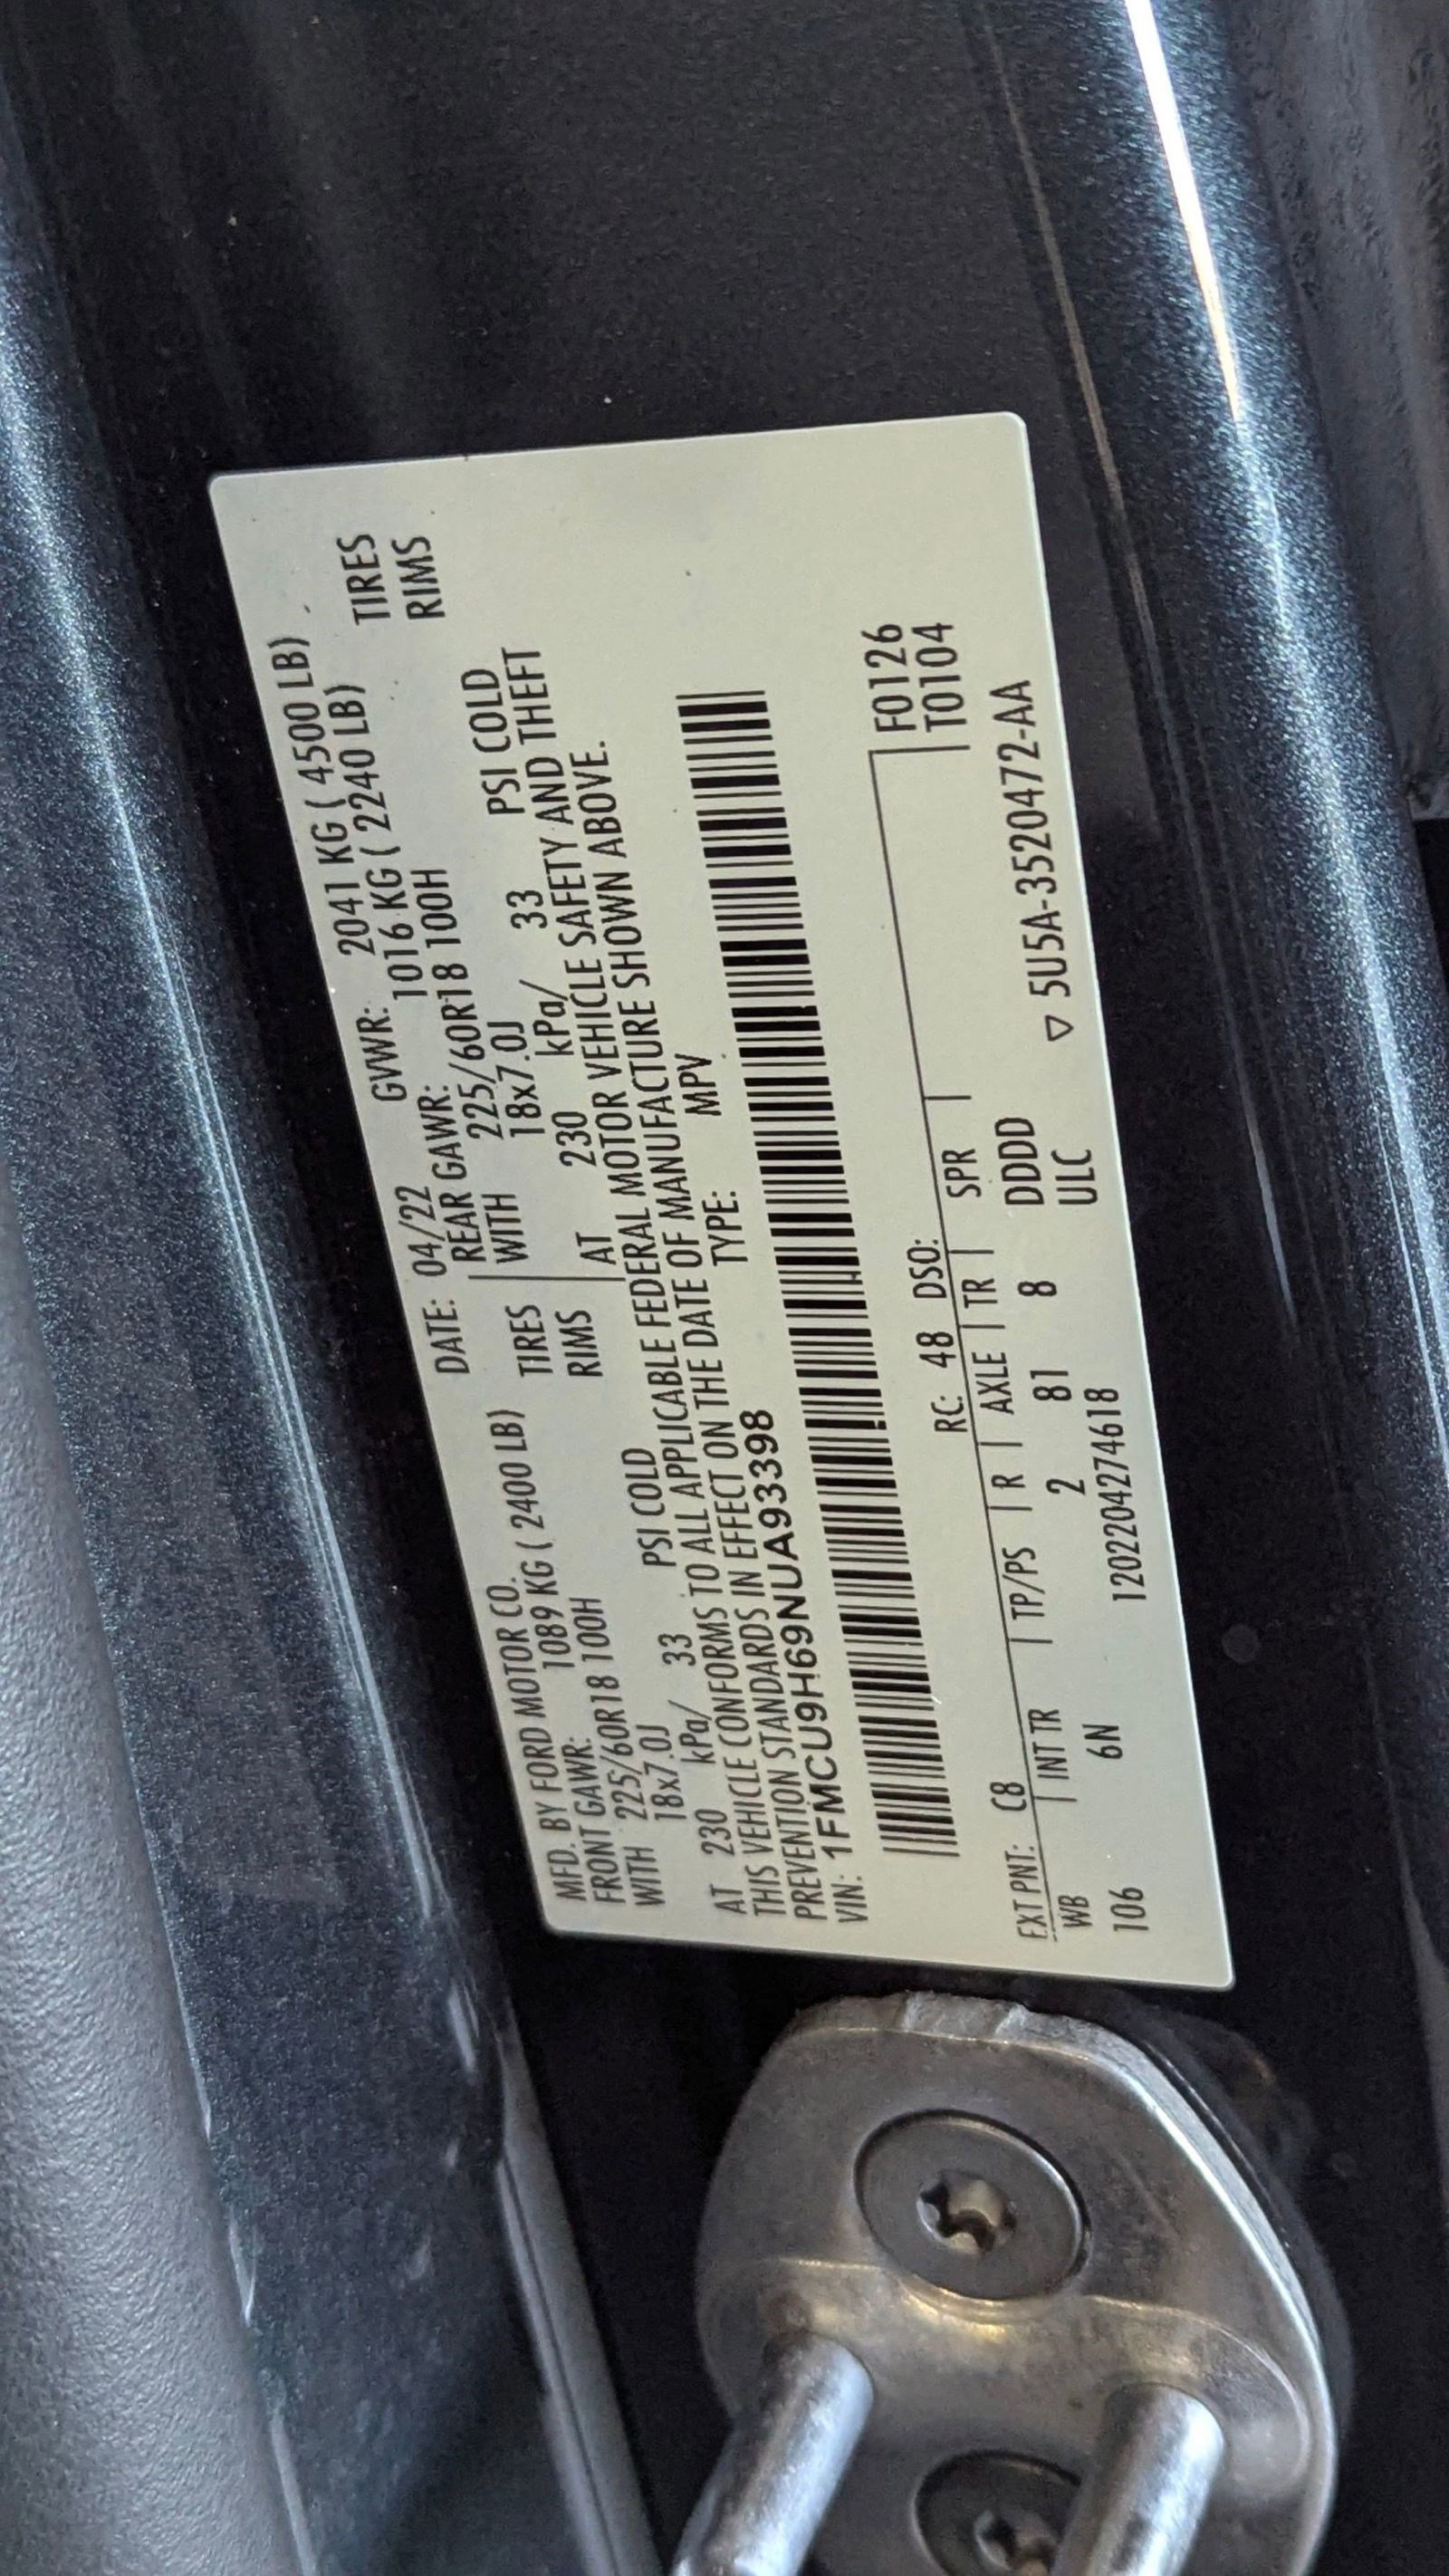 MFD. BY FORD MOTOR CO. DATE: 04/22 GVWR: 2041 KG ( 4500 LB)
FRONT GAWR: 1089 KG ( 2400 LB) REAR GAWR: 1016 KG ( 2240 LB)
WITH 225/60R18 100H TIRES WITH 225/60R18 100H TIRES
18x7.0J RIMS 18x7.0J RIMS
AT 230 kPa/ 33 PSI COLD AT 230 kPa/ 33 PSI COLD
THIS VEHICLE CONFORMS TO ALL APPLICABLE FEDERAL MOTOR VEHICLE SAFETY AND THEFT
PREVENTION STANDARDS IN EFFECT ON THE DATE OF MANUFACTURE SHOWN ABOVE.
VIN: 1FMCU9H69NUA93398 TYPE: MPV
EXT PNT: C8 RC: 48 DSO: F0126
WB INT TR TP/PS R AXLE TR SPR T0104
106 6N 2 81 8 DDDD
1202204274618 ULC ▽ 5U5A-3520472-AA